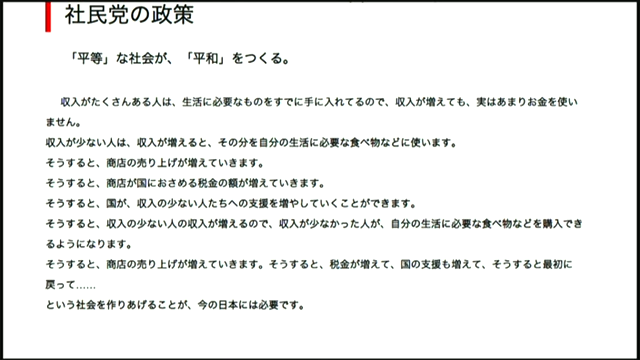 社民党の政策
「平等」な社会が、「平和」をつくる。
収入がたくさんある人は、生活に必要なものをすでに手に入れてるので、収入が増えても、実はあまりお金を使い
ません。
収入が少ない人は、収入が増えると、その分を自分の生活に必要な食べ物などに使います。
そうすると、商店の売り上げが増えていきます。
そうすると、商店が国におさめる税金の額が増えていきます。
そうすると、国が、収入の少ない人たちへの支援を増やしていくことができます。
そうすると、収入の少ない人の収入が増えるので、収入が少なかった人が、自分の生活に必要な食べ物などを購入でき
るようになります。
そうすると、商店の売り上げが増えていきます。そうすると、税金が増えて、国の支援も増えて、そうすると最初に
戻って……
という社会を作りあげることが、今の日本には必要です。